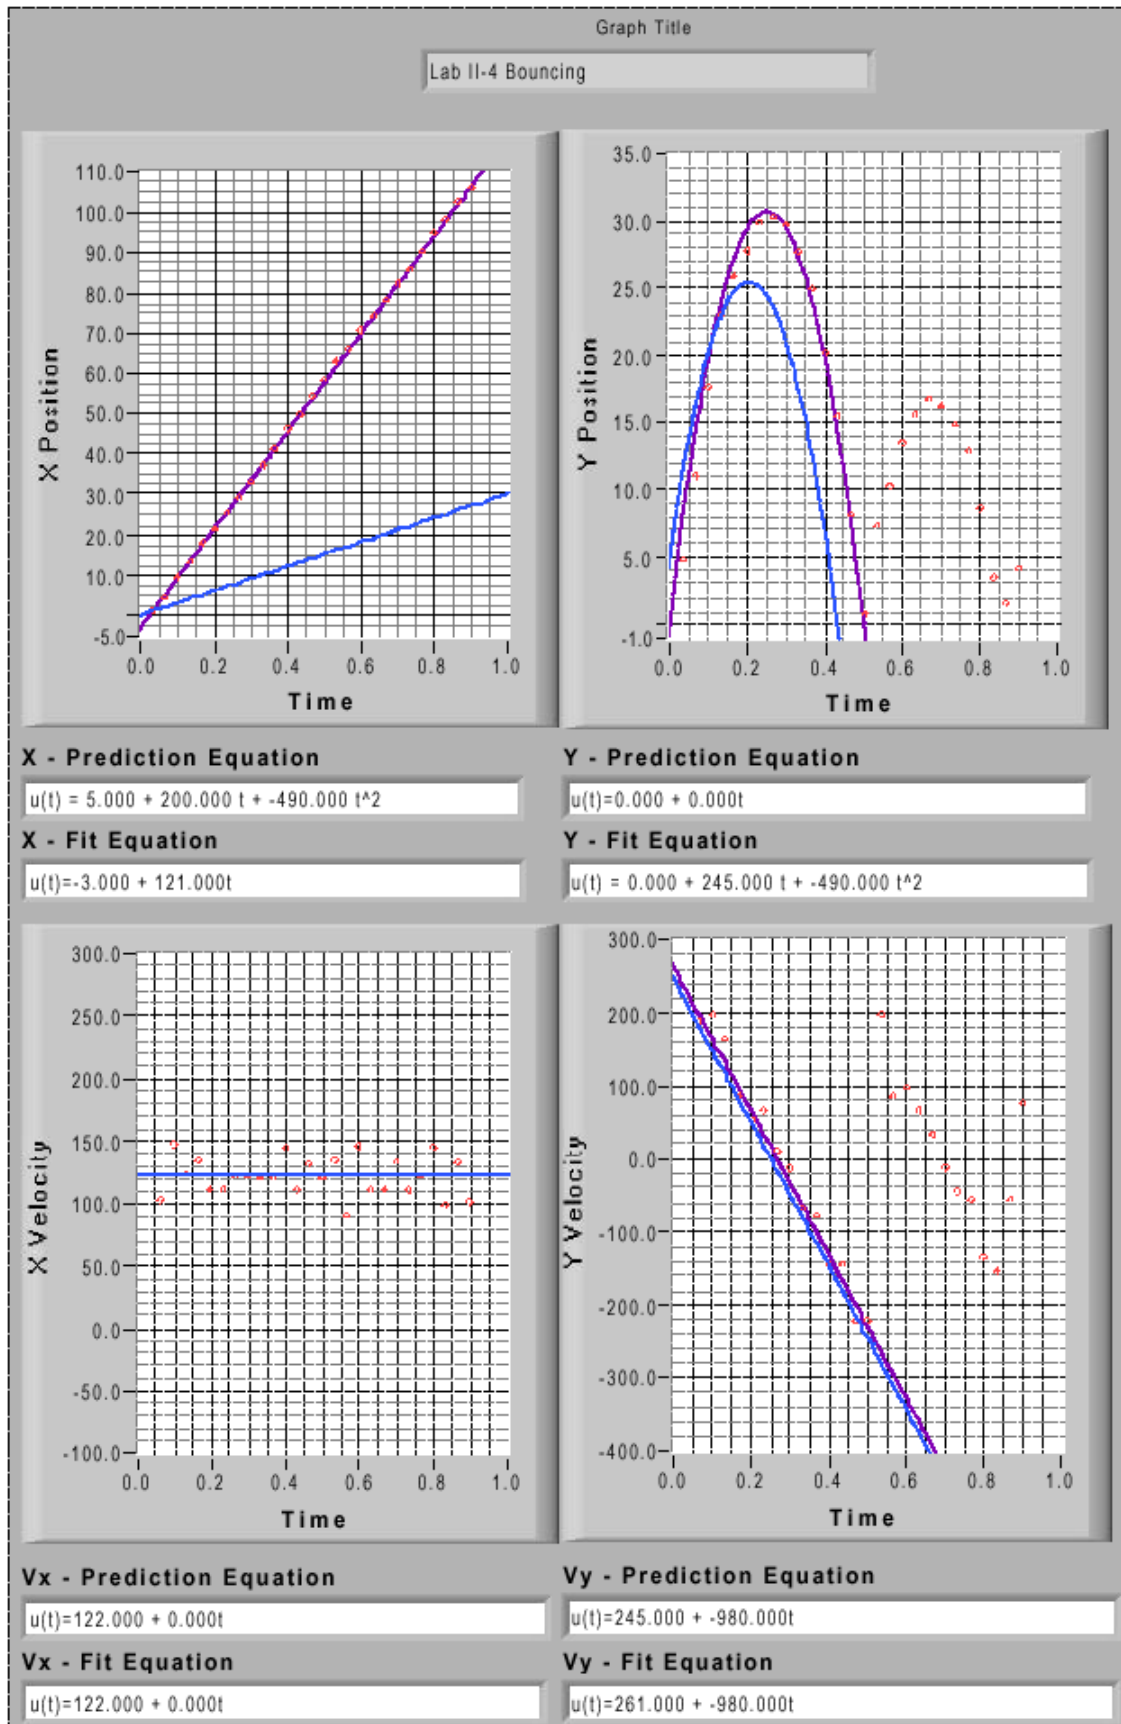 Graph Title
Lab II-4 Bouncing
110.0
100.0
90.0
80.0
70.0
60.0
50.0
40.0
30.0
20.0
10.0
-5.0
X Position
0.0 0.2 0.4 0.6 0.8 1.0
Time
35.0
30.0
25.0
20.0
15.0
10.0
5.0
-1.0
Y Position
0.0 0.2 0.4 0.6 0.8 1.0
Time
X - Prediction Equation
u(t) = 5.000 + 200.000 t + -490.000 t^2
X - Fit Equation
u(t)=-3.000 + 121.000t
Y - Prediction Equation
u(t)=0.000 + 0.000t
Y - Fit Equation
u(t) = 0.000 + 245.000 t + -490.000 t^2
300.0
250.0
200.0
150.0
100.0
50.0
0.0
-50.0
-100.0
X Velocity
0.0 0.2 0.4 0.6 0.8 1.0
Time
300.0
200.0
100.0
0.0
-100.0
-200.0
-300.0
-400.0
Y Velocity
0.0 0.2 0.4 0.6 0.8 1.0
Time
Vx - Prediction Equation
u(t)=122.000 + 0.000t
Vx - Fit Equation
u(t)=122.000 + 0.000t
Vy - Prediction Equation
u(t)=245.000 + -980.000t
Vy - Fit Equation
u(t)=261.000 + -980.000t